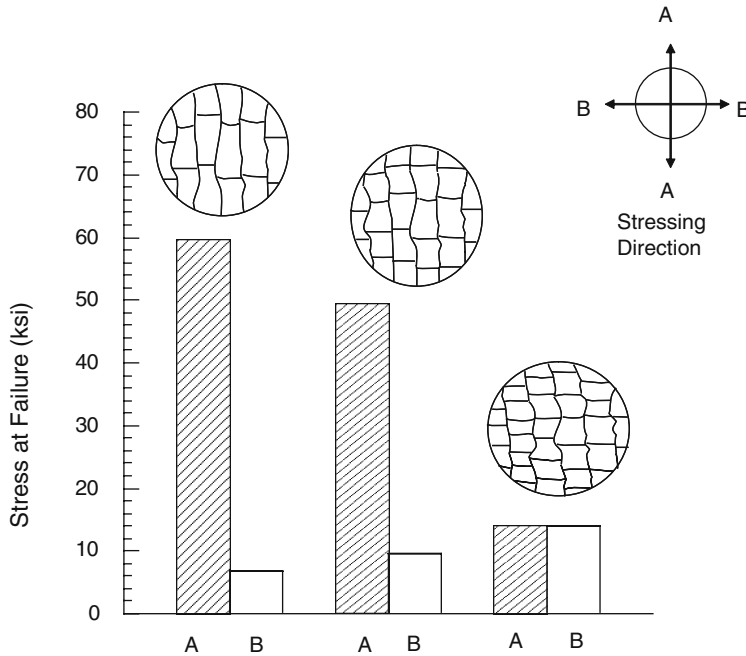 A
B B
A
Stressing
Direction
80
70
60
50
40
30
20
10
0
Stress at Failure (ksi)
A B A B A B